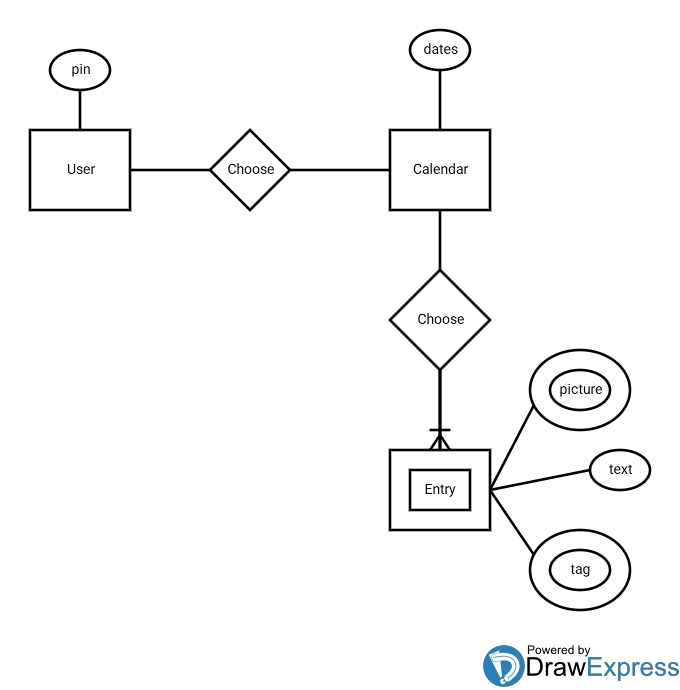 dates
pin
User
Choose
Calendar
Choose
picture
text
Entry
tag
Powered by
DrawExpress